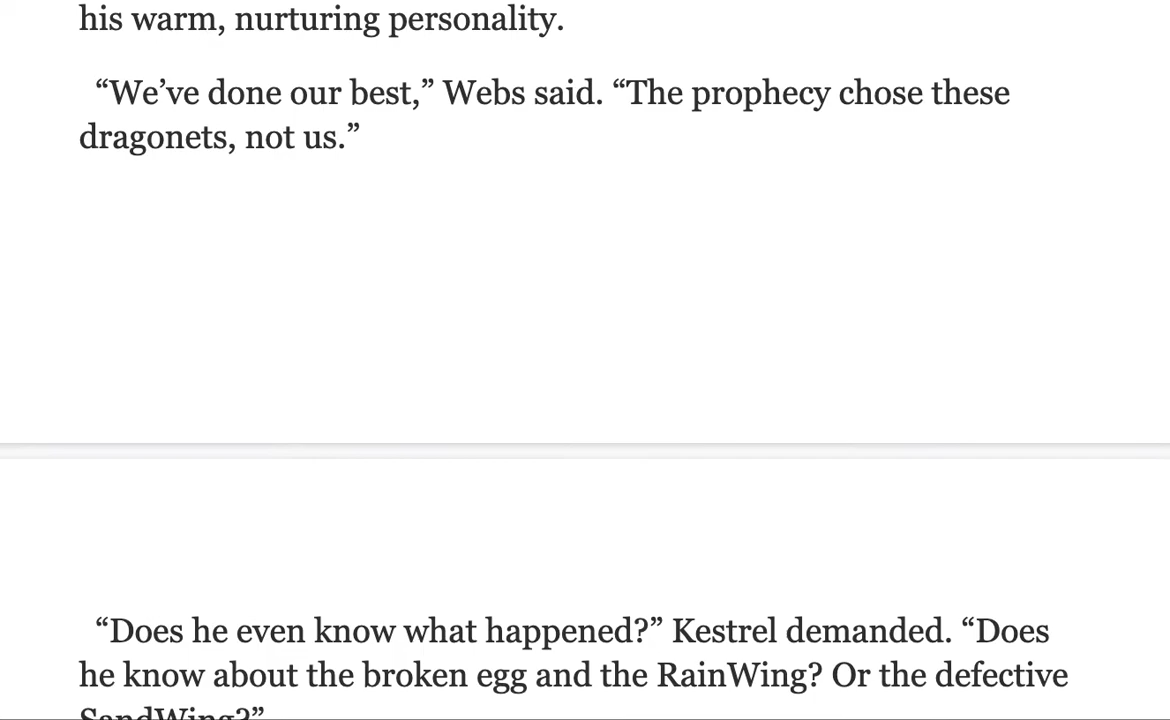 his warm, nurturing personality.
“We’ve done our best,” Webs said. “The prophecy chose these
dragonets, not us.”
“Does he even know what happened?” Kestrel demanded. “Does
he know about the broken egg and the RainWing? Or the defective
SandWing?”